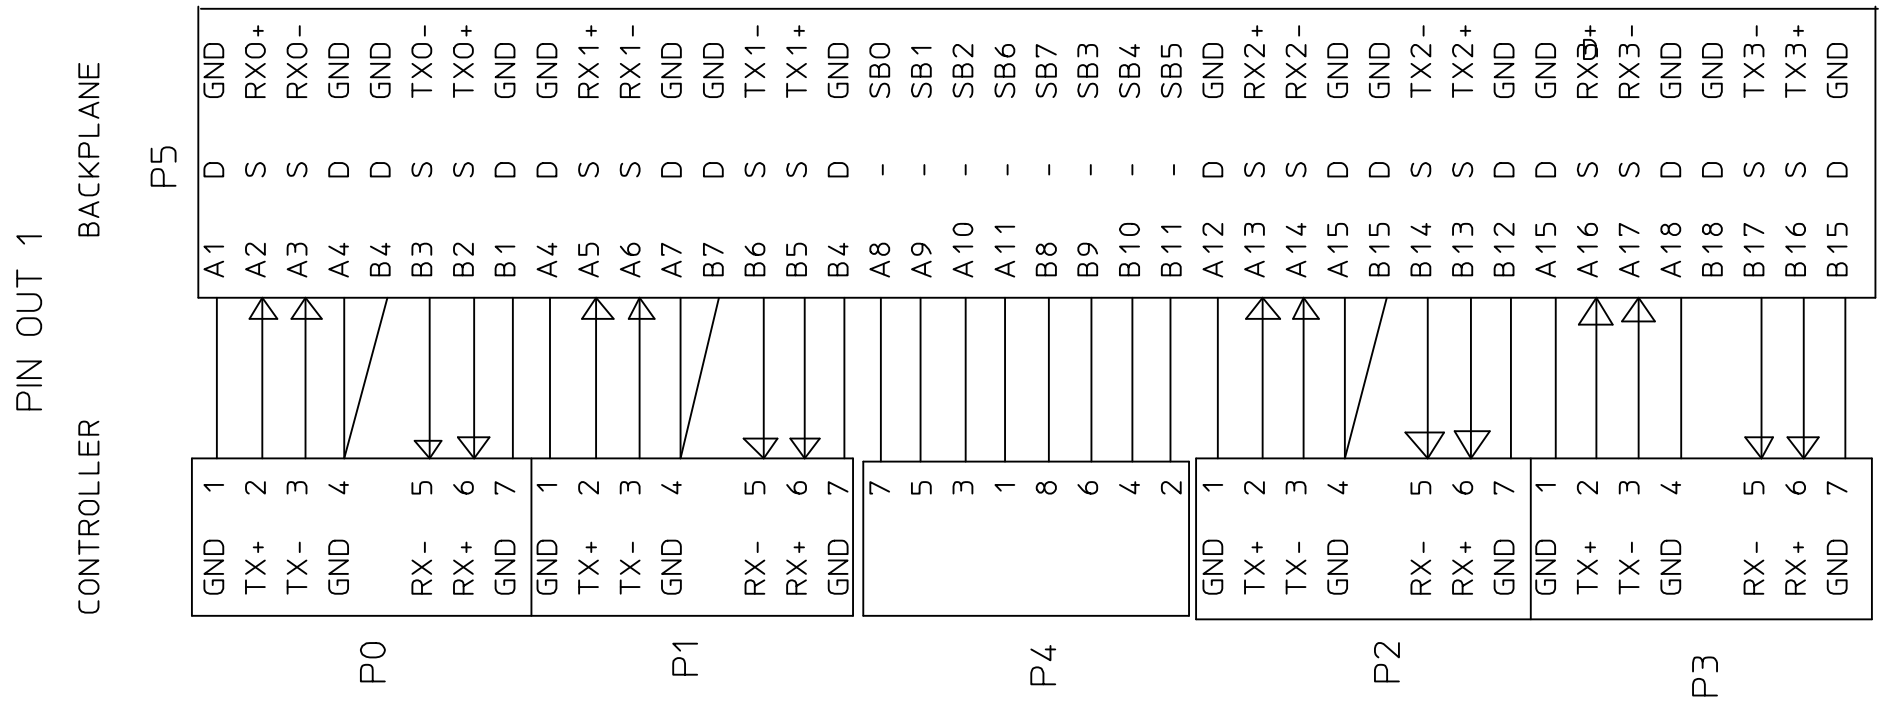 PIN OUT 1
CONTROLLER BACKPLANE
P5
GND 1 A1 D GND
TX+ 2 A2 S RX0+
TX- 3 A3 S RX0-
GND 4 A4 D GND
P0 B4 D GND
RX- 5 B3 S TX0-
RX+ 6 B2 S TX0+
GND 7 B1 D GND
GND 1 A4 D GND
TX+ 2 A5 S RX1+
TX- 3 A6 S RX1-
GND 4 A7 D GND
P1
B7 D GND
RX- 5 B6 S TX1-
RX+ 6 B5 S TX1+
GND 7 B4 D GND
7 A8 - SB0
5 A9 - SB1
3 A10 - SB2
1 A11 - SB6
P4 8 B8 - SB7
6 B9 - SB3
4 B10 - SB4
2 B11 - SB5
GND 1 A12 D GND
TX+ 2 A13 S RX2+
TX- 3 A14 S RX2-
GND 4 A15 D GND
P2 B15 D GND
RX- 5 B14 S TX2-
RX+ 6 B13 S TX2+
GND 7 B12 D GND
GND 1 A15 D GND
TX+ 2 A16 S RX3+
TX- 3 A17 S RX3-
GND 4 A18 D GND
P3 B18 D GND
RX- 5 B17 S TX3-
RX+ 6 B16 S TX3+
GND 7 B15 D GND